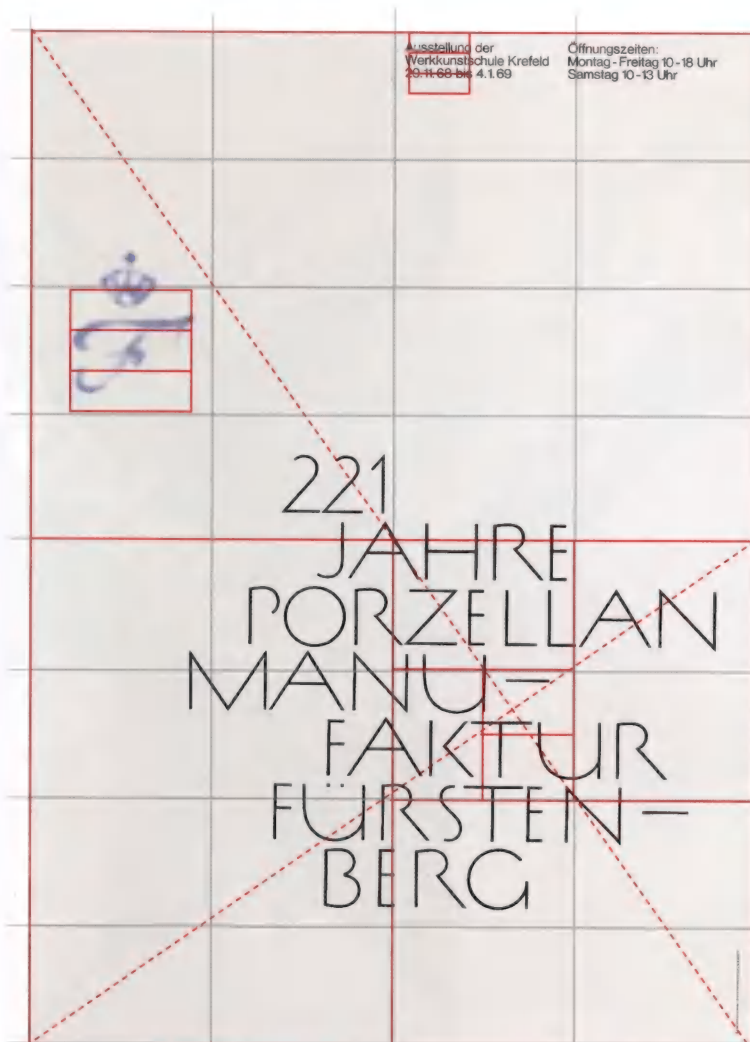 Ausstellung der
Werkkunstschule Krefeld
29.11.68 bis 4.1.69
Öffnungszeiten:
Montag - Freitag 10 - 18 Uhr
Samstag 10 - 13 Uhr
F
221
JAHRE
PORZELLAN
MANU–
FAKTUR
FÜRSTEN–
BERG